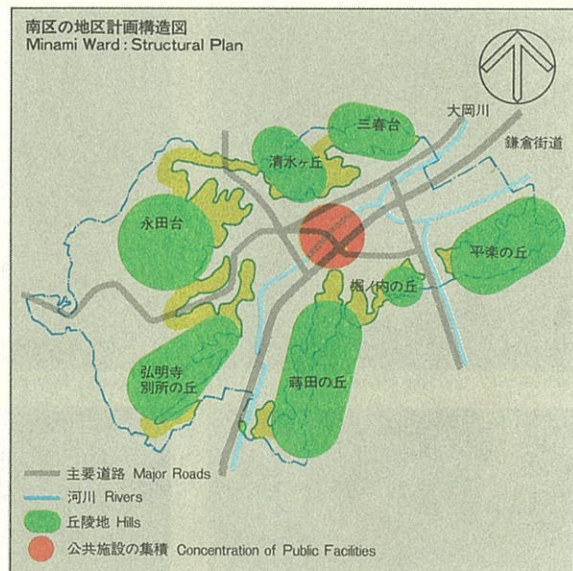 南区の地区計画構造図
Minami Ward : Structural Plan
大岡川
三春台
鎌倉街道
清水ヶ丘
永田台
平楽の丘
堀ノ内の丘
弘明寺
別所の丘
蒔田の丘
主要道路 Major Roads
河川 Rivers
丘陵地 Hills
公共施設の集積 Concentration of Public Facilities